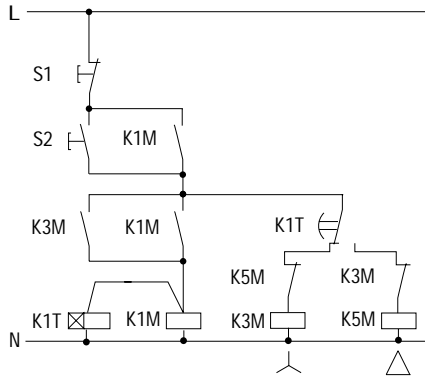 L
S1
S2 K1M
K3M K1M K1T
K5M K3M
K1T K1M K3M K5M
N